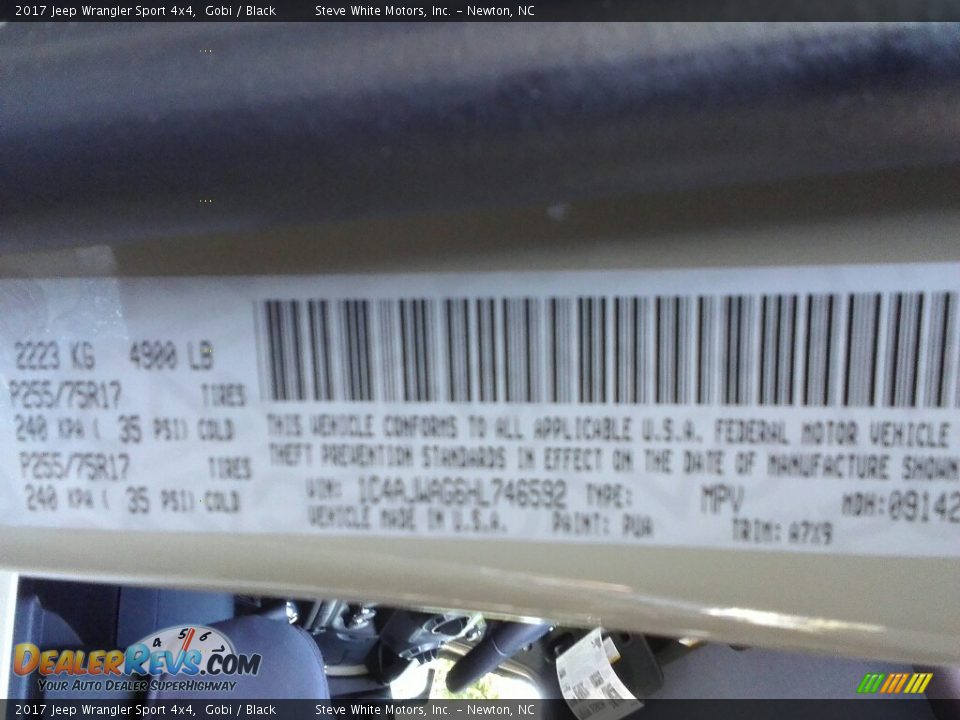 2017 Jeep Wrangler Sport 4x4,  Gobi / Black        Steve White Motors, Inc. - Newton, NC
2223 KG  4900 LB
P255/75R17  TIRES
240 KPA ( 35 PSI) COLD
P255/75R17  TIRES
240 KPA ( 35 PSI) COLD
THIS VEHICLE CONFORMS TO ALL APPLICABLE U.S.A. FEDERAL MOTOR VEHICLE
THEFT PREVENTION STANDARDS IN EFFECT ON THE DATE OF MANUFACTURE SHOWN
VIN: 1C4AJWAG6HL746592 TYPE: MPV MDH:09142
VEHICLE MADE IN U.S.A. PAINT: PUA TRIM: A7X9
4 5 6
DEALERREVS.COM
YOUR AUTO DEALER SUPERHIGHWAY
2017 Jeep Wrangler Sport 4x4,  Gobi / Black        Steve White Motors, Inc. - Newton, NC